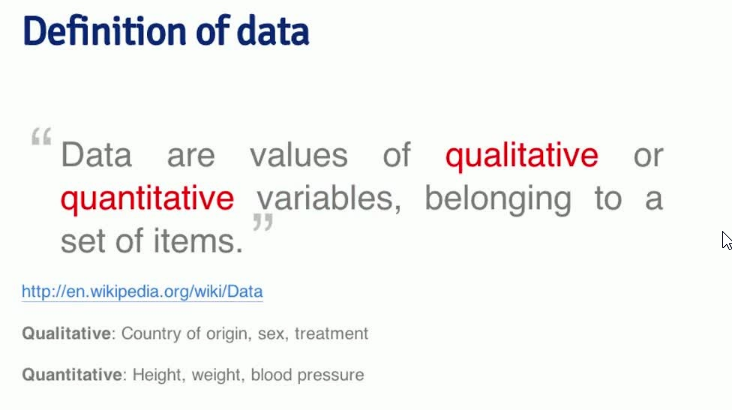 Definition of data
“ Data are values of qualitative or
quantitative variables, belonging to a
set of items. ”
http://en.wikipedia.org/wiki/Data
Qualitative: Country of origin, sex, treatment
Quantitative: Height, weight, blood pressure